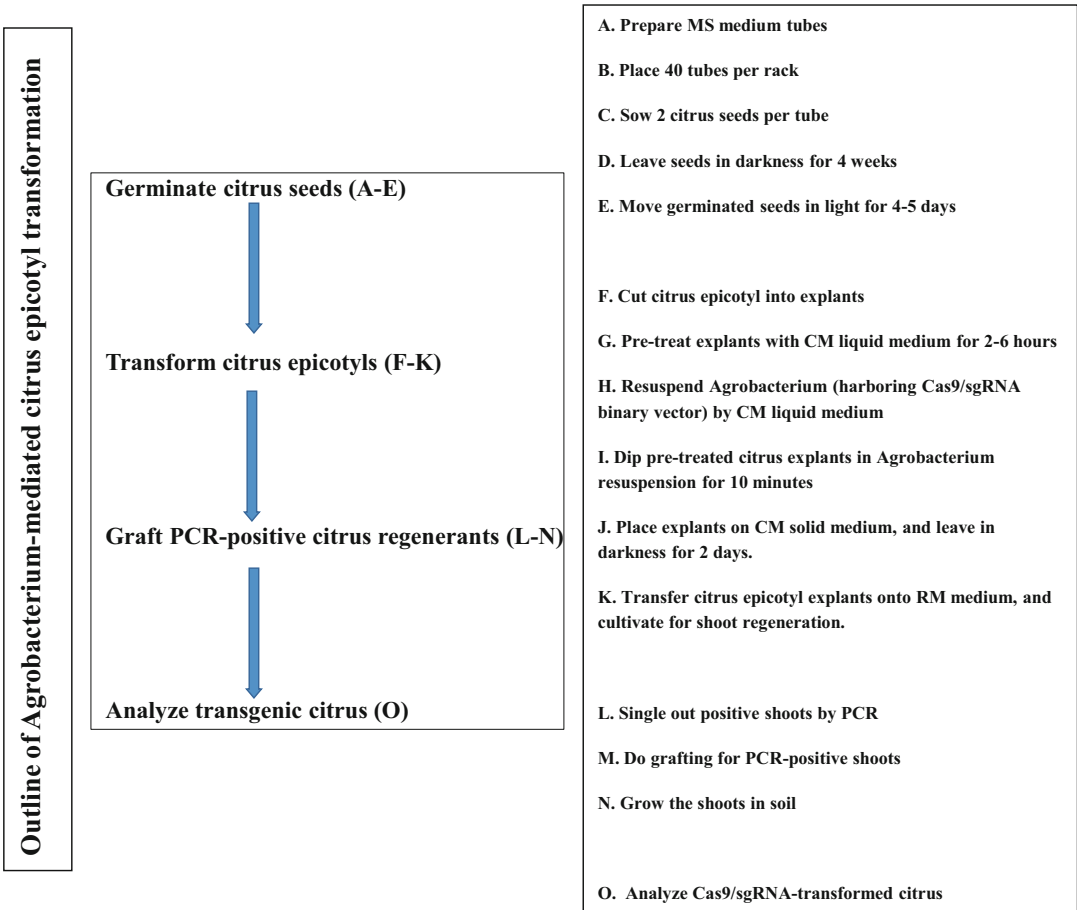 Outline of Agrobacterium-mediated citrus epicotyl transformation
Germinate citrus seeds (A-E)
Transform citrus epicotyls (F-K)
Graft PCR-positive citrus regenerants (L-N)
Analyze transgenic citrus (O)
A. Prepare MS medium tubes
B. Place 40 tubes per rack
C. Sow 2 citrus seeds per tube
D. Leave seeds in darkness for 4 weeks
E. Move germinated seeds in light for 4-5 days
F. Cut citrus epicotyl into explants
G. Pre-treat explants with CM liquid medium for 2-6 hours
H. Resuspend Agrobacterium (harboring Cas9/sgRNA
binary vector) by CM liquid medium
I. Dip pre-treated citrus explants in Agrobacterium
resuspension for 10 minutes
J. Place explants on CM solid medium, and leave in
darkness for 2 days.
K. Transfer citrus epicotyl explants onto RM medium, and
cultivate for shoot regeneration.
L. Single out positive shoots by PCR
M. Do grafting for PCR-positive shoots
N. Grow the shoots in soil
O. Analyze Cas9/sgRNA-transformed citrus